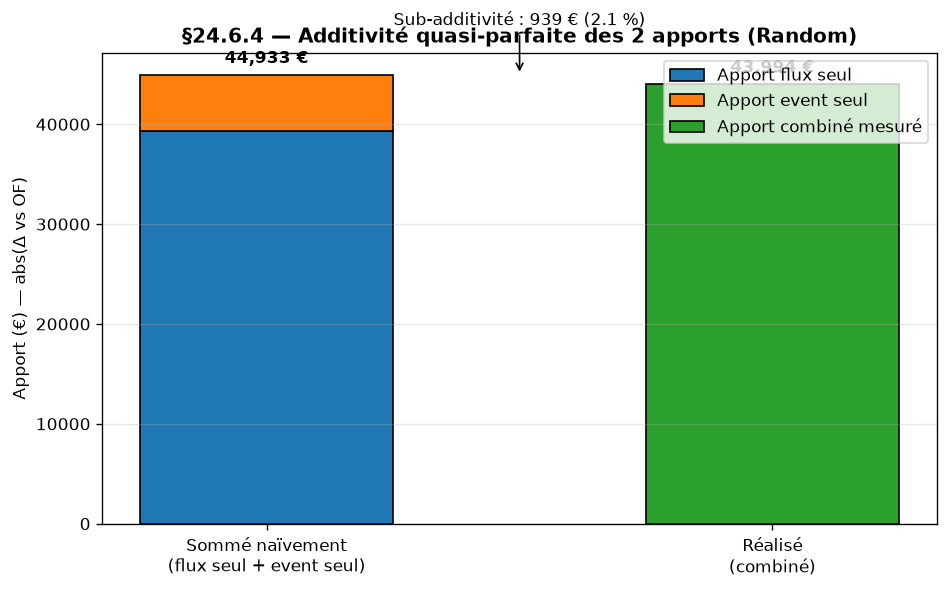 Sub-additivité : 939 € (2.1 %)
§24.6.4 — Additivité quasi-parfaite des 2 apports (Random)
44,933 €
43,994 €
Apport flux seul
Apport event seul
Apport combiné mesuré
Apport (€) — abs(Δ vs OF)
40000
30000
20000
10000
0
Sommé naïvement
(flux seul + event seul)
Réalisé
(combiné)